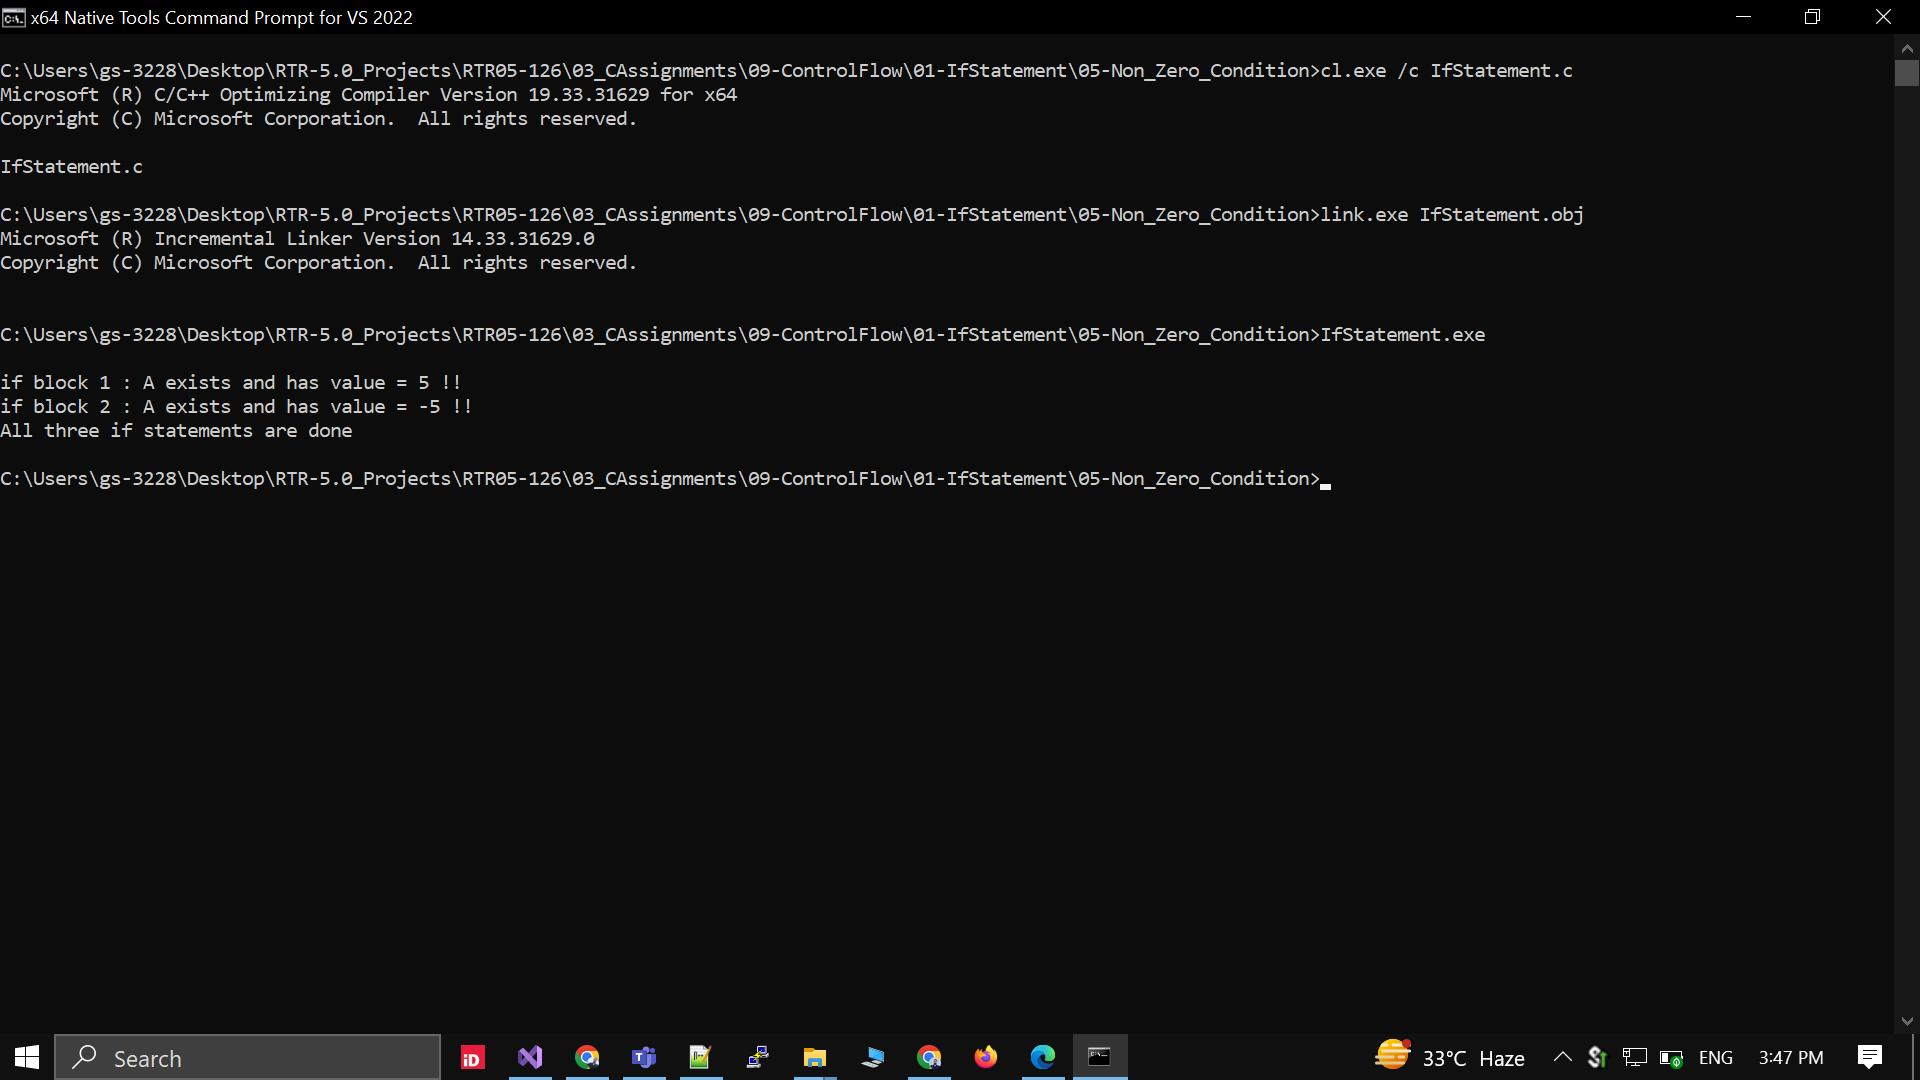 x64 Native Tools Command Prompt for VS 2022
C:\Users\gs-3228\Desktop\RTR-5.0_Projects\RTR05-126\03_CAssignments\09-ControlFlow\01-IfStatement\05-Non_Zero_Condition>cl.exe /c IfStatement.c
Microsoft (R) C/C++ Optimizing Compiler Version 19.33.31629 for x64
Copyright (C) Microsoft Corporation.  All rights reserved.
IfStatement.c
C:\Users\gs-3228\Desktop\RTR-5.0_Projects\RTR05-126\03_CAssignments\09-ControlFlow\01-IfStatement\05-Non_Zero_Condition>link.exe IfStatement.obj
Microsoft (R) Incremental Linker Version 14.33.31629.0
Copyright (C) Microsoft Corporation.  All rights reserved.
C:\Users\gs-3228\Desktop\RTR-5.0_Projects\RTR05-126\03_CAssignments\09-ControlFlow\01-IfStatement\05-Non_Zero_Condition>IfStatement.exe
if block 1 : A exists and has value = 5 !!
if block 2 : A exists and has value = -5 !!
All three if statements are done
C:\Users\gs-3228\Desktop\RTR-5.0_Projects\RTR05-126\03_CAssignments\09-ControlFlow\01-IfStatement\05-Non_Zero_Condition>
Search
iD
33°C Haze
ENG
3:47 PM